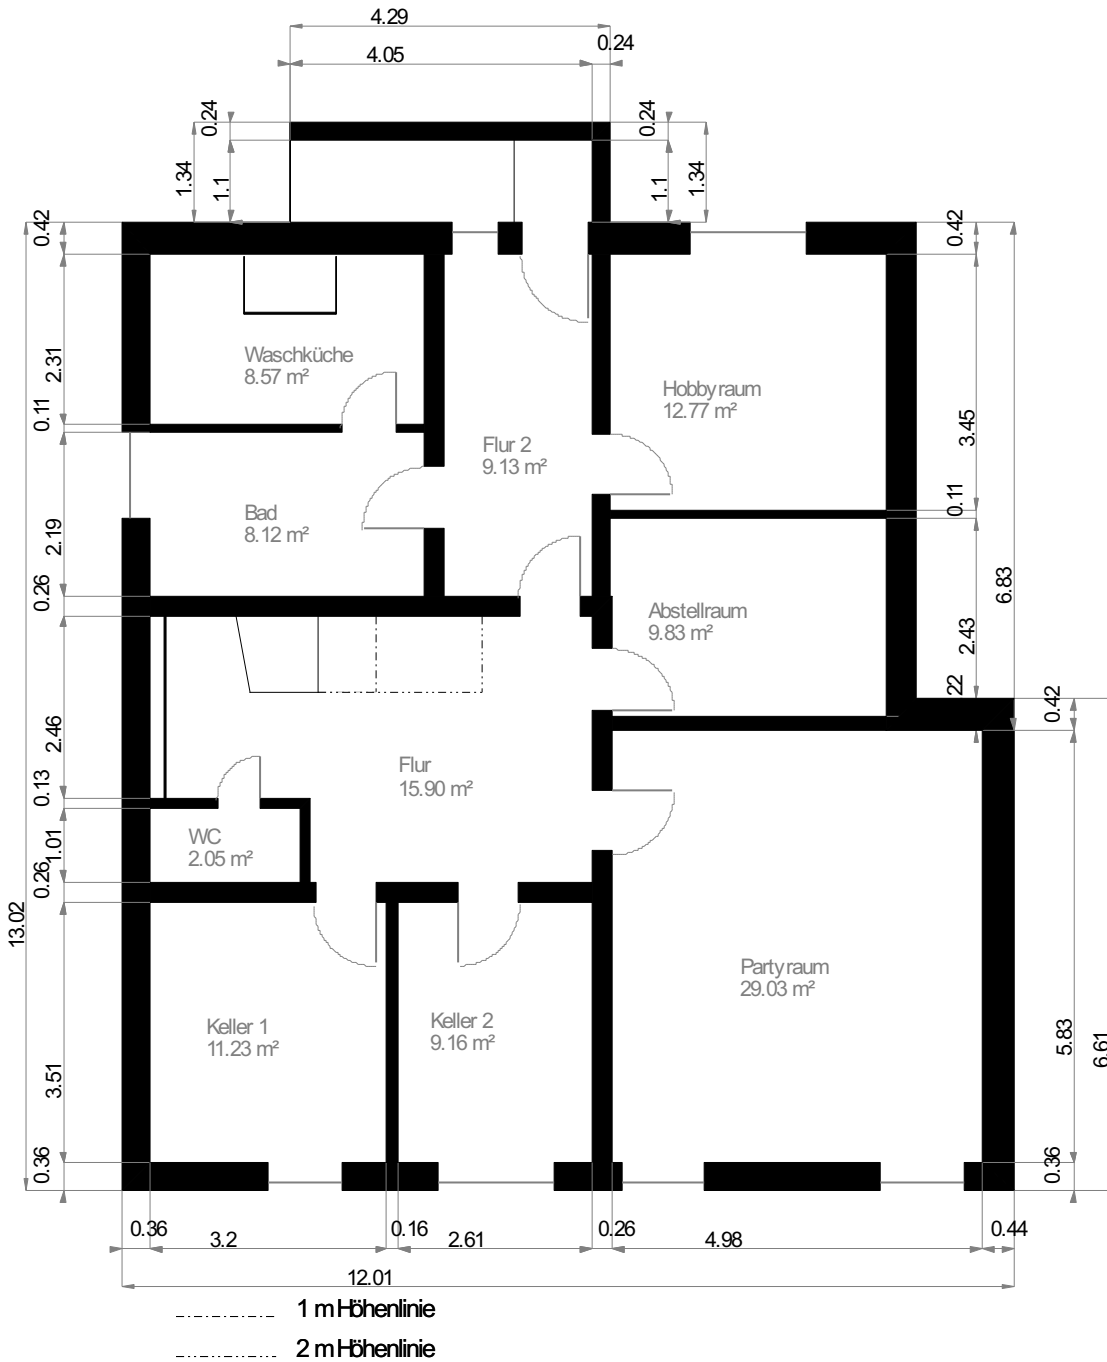 4.29
0.24
4.05
0.24
0.24
1.34
1.1
1.1
1.34
0.42
0.42
2.31
Waschküche
8.57 m²
Hobbyraum
12.77 m²
0.11
3.45
Flur 2
9.13 m²
0.11
Bad
8.12 m²
2.19
0.26
6.83
Abstellraum
9.83 m²
2.43
22
0.42
2.46
Flur
15.90 m²
0.13
WC
2.05 m²
1.01
0.26
13.02
Partyraum
29.03 m²
Keller 1
11.23 m²
Keller 2
9.16 m²
5.83
6.61
3.51
0.36
0.36
0.36
3.2
0.16
2.61
0.26
4.98
0.44
12.01
1 m Höhenlinie
2 m Höhenlinie